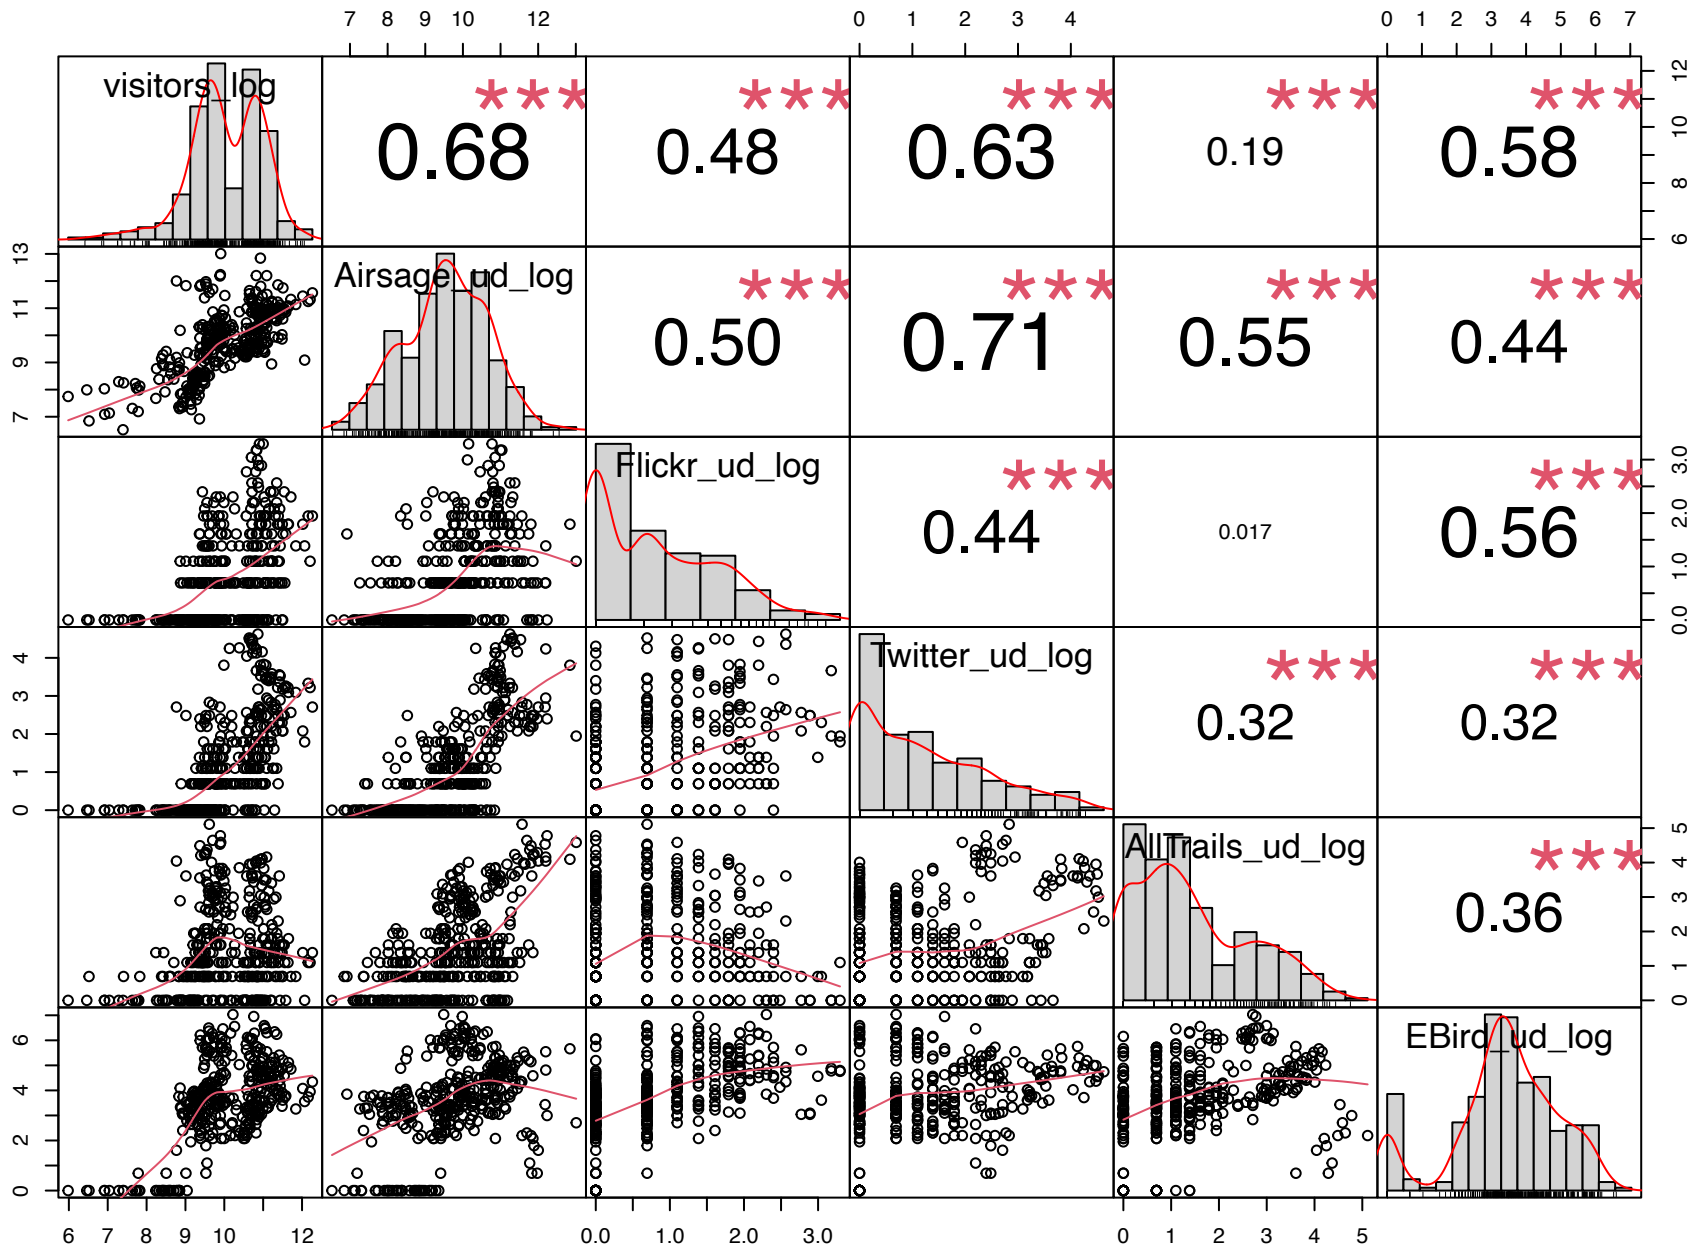 7 8 9 10 12
0 1 2 3 4
0 1 2 3 4 5 6 7
visitors_log
***
0.68
***
0.48
***
0.63
***
0.19
***
0.58
6 8 10 12
7 9 11 13
Airsage_ud_log
***
0.50
***
0.71
***
0.55
***
0.44
Flickr_ud_log
***
0.44
0.017
***
0.56
0.0 1.0 2.0 3.0
0 1 2 3 4
Twitter_ud_log
***
0.32
***
0.32
AllTrails_ud_log
***
0.36
0 1 2 3 4 5
0 2 4 6
EBird_ud_log
6 7 8 9 10 12
0.0 1.0 2.0 3.0
0 1 2 3 4 5